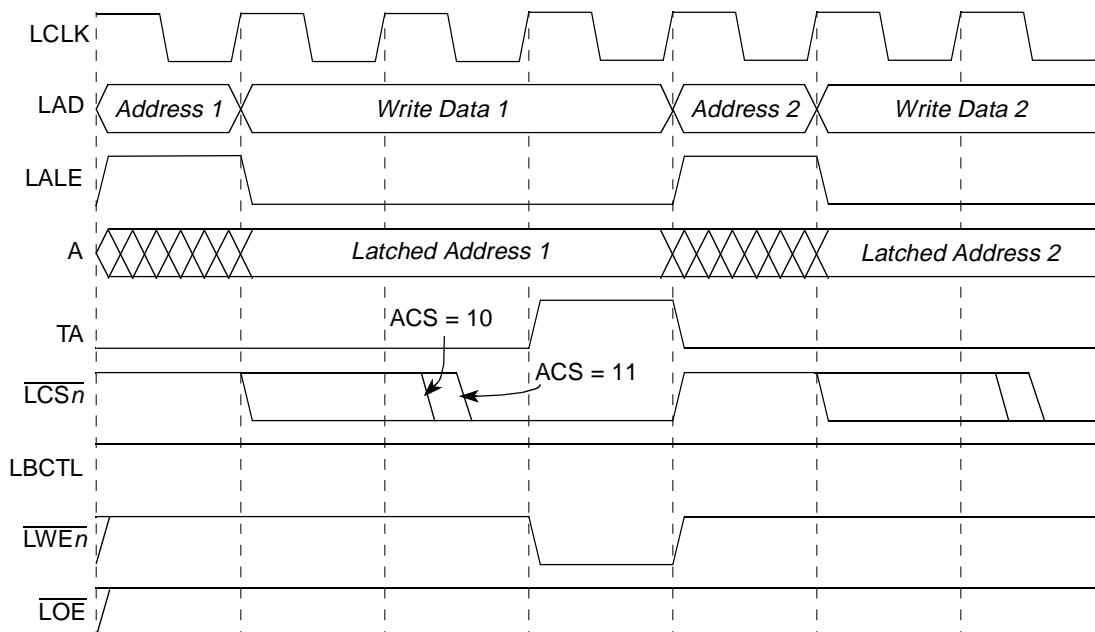 LCLK
LAD
Address 1
Write Data 1
Address 2
Write Data 2
LALE
A
Latched Address 1
Latched Address 2
TA
ACS = 10
ACS = 11
LCSn
LBCTL
LWEn
LOE